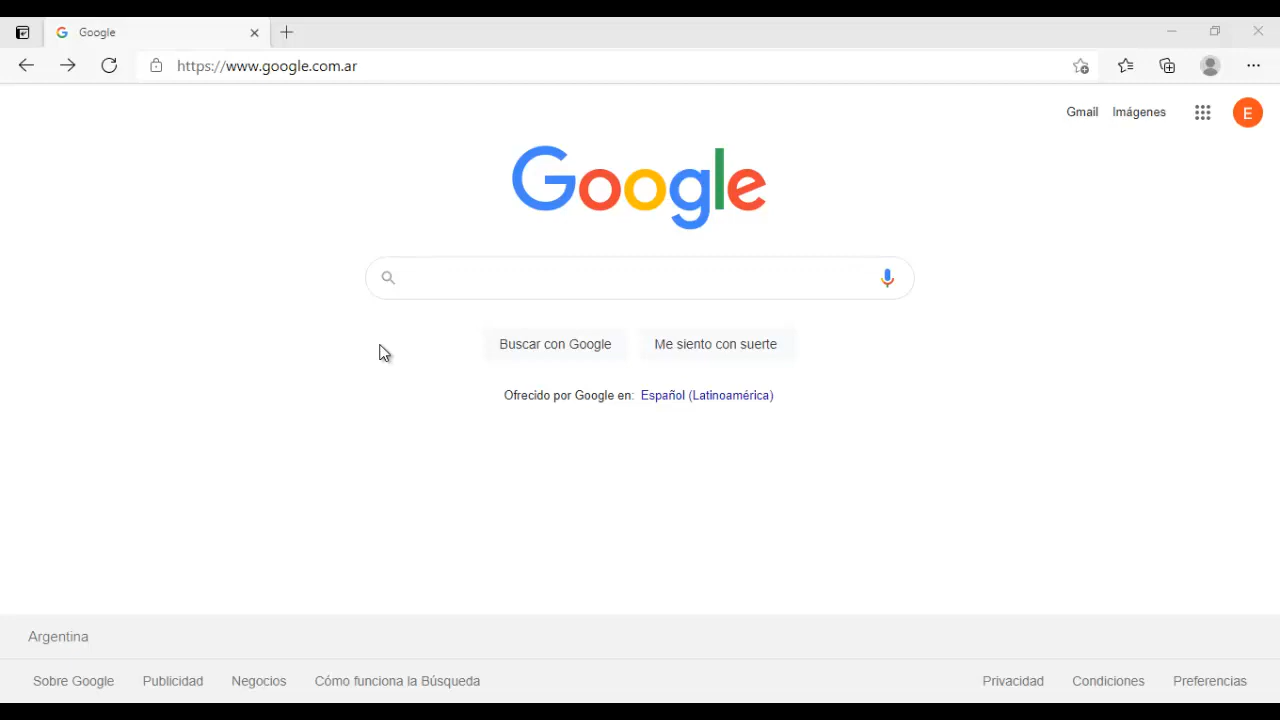 Google
https://www.google.com.ar
Gmail Imágenes E
Google
Buscar con Google Me siento con suerte
Ofrecido por Google en: Español (Latinoamérica)
Argentina
Sobre Google Publicidad Negocios Cómo funciona la Búsqueda Privacidad Condiciones Preferencias